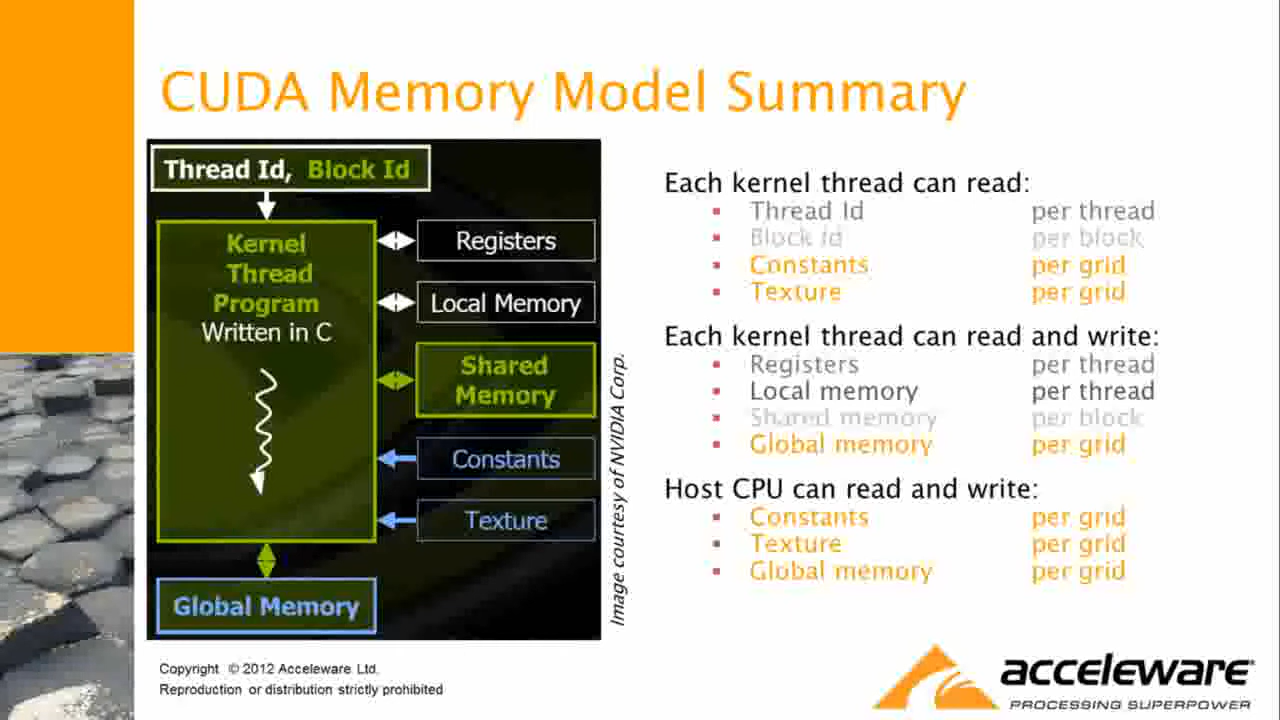 CUDA Memory Model Summary
Thread Id, Block Id
Kernel
Thread
Program
Written in C
Registers
Local Memory
Shared
Memory
Constants
Texture
Global Memory
Image courtesy of NVIDIA Corp.
Each kernel thread can read:
▪ Thread Id per thread
▪ Block Id per block
▪ Constants per grid
▪ Texture per grid
Each kernel thread can read and write:
▪ Registers per thread
▪ Local memory per thread
▪ Shared memory per block
▪ Global memory per grid
Host CPU can read and write:
▪ Constants per grid
▪ Texture per grid
▪ Global memory per grid
Copyright © 2012 Acceleware Ltd.
Reproduction or distribution strictly prohibited
acceleware®
PROCESSING SUPERPOWER